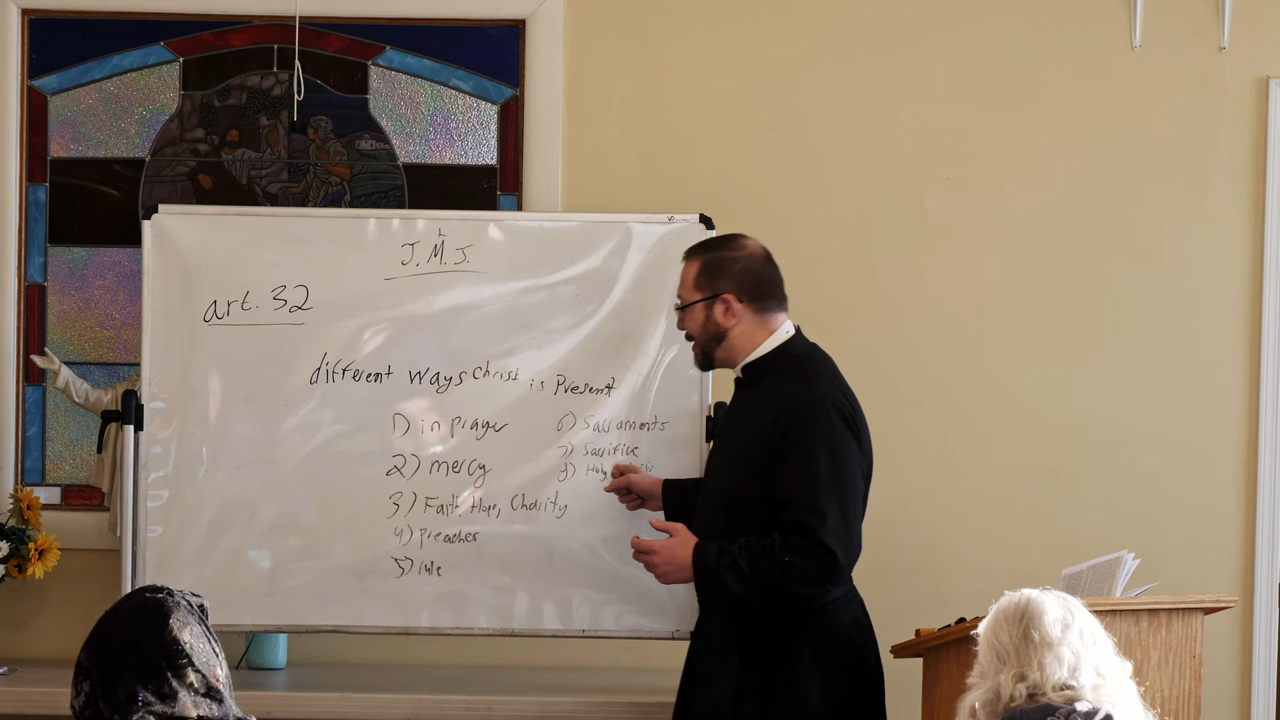 J.M.J.
art. 32
different ways Christ is Present
1) in prayer
2) mercy
3) Faith, Hope, Charity
4) preacher
5) rule
6) Sacraments
7) Sacrifice
8) Holy